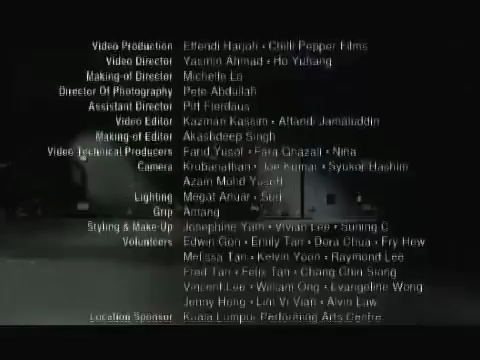 Video Production Effendi Harjoh • Chilli Pepper Films
Video Director Yasmin Ahmad • Ho Yuhang
Making-of Director Michelle Lo
Director Of Photography Pete Abdullah
Assistant Director Pitt Fierdaus
Video Editor Kazman Kassim • Affandi Jamaluddin
Making-of Editor Akashdeep Singh
Video Technical Producers Farid Yusof • Fara Ghazali • Nina
Camera Krubanathan • Joe Kumar • Syukor Hashim
Azam Mohd Yusoff
Lighting Megat Anuar • Suri
Grip Amang
Styling & Make-Up Josephine Yam • Vivian Lee • Suning C
Volunteers Edwin Goh • Emily Tan • Dora Chua • Fry Hew
Melissa Tan • Kelvin Yoon • Raymond Lee
Fred Tan • Felix Tan • Chang Chin Siang
Vincent Lee • William Ong • Evangeline Wong
Jenny Hong • Lim Vi Vian • Alvin Law
Location Sponsor Kuala Lumpur Performing Arts Centre